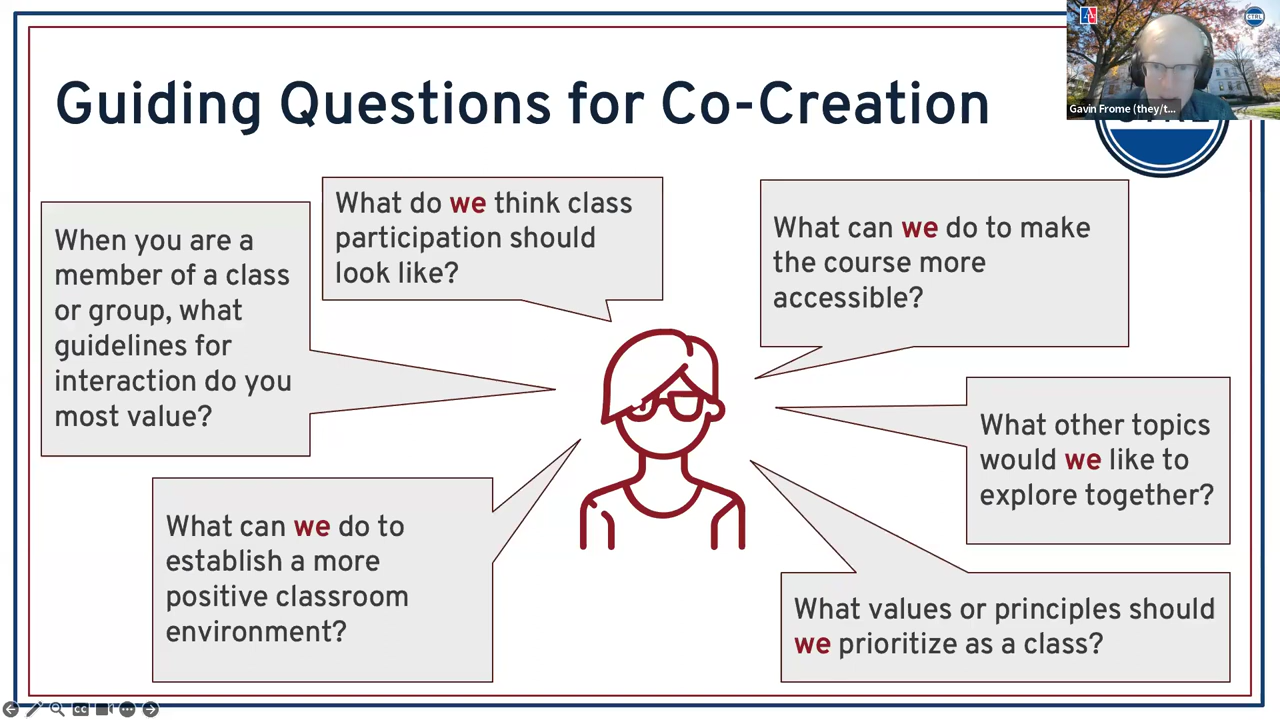 Guiding Questions for Co-Creation
Gavin Frome (they/t...
CTRL
When you are a
member of a class
or group, what
guidelines for
interaction do you
most value?
What do we think class
participation should
look like?
What can we do to make
the course more
accessible?
What other topics
would we like to
explore together?
What can we do to
establish a more
positive classroom
environment?
What values or principles should
we prioritize as a class?
CC